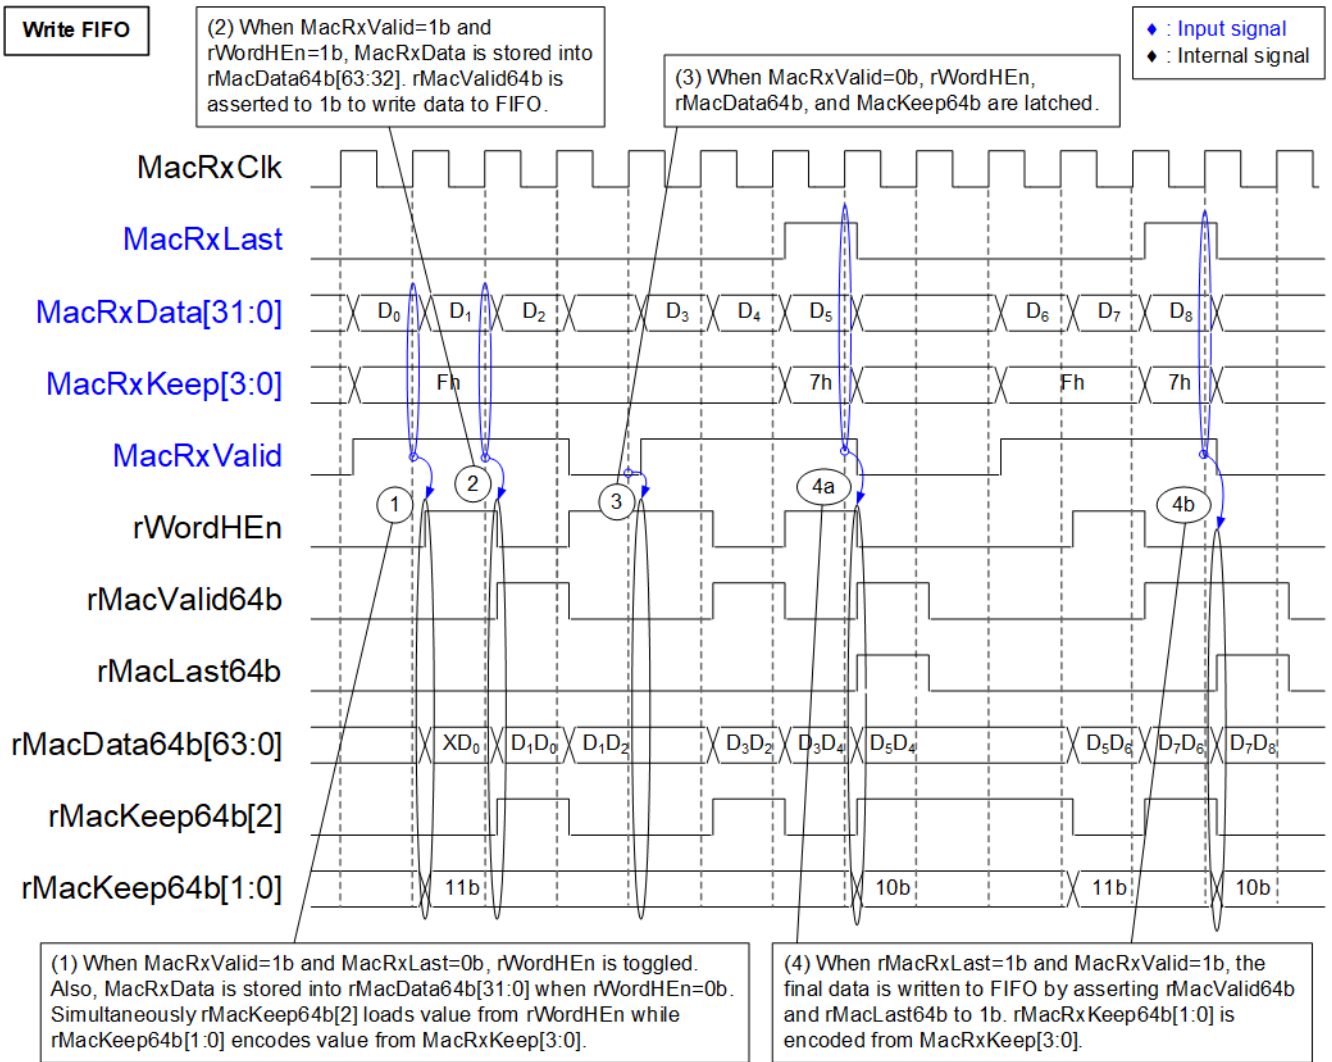 Write FIFO
(2) When MacRxValid=1b and
rWordHEn=1b, MacRxData is stored into
rMacData64b[63:32]. rMacValid64b is
asserted to 1b to write data to FIFO.
(3) When MacRxValid=0b, rWordHEn,
rMacData64b, and MacKeep64b are latched.
♦ : Input signal
♦ : Internal signal
MacRxClk
MacRxLast
MacRxData[31:0] D₀ D₁ D₂ D₃ D₄ D₅ D₆ D₇ D₈
MacRxKeep[3:0] Fh 7h Fh 7h
MacRxValid
1 2 3 4a 4b
rWordHEn
rMacValid64b
rMacLast64b
rMacData64b[63:0] XD₀ D₁D₀ D₁D₂ D₃D₂ D₃D₄ D₅D₄ D₅D₆ D₇D₆ D₇D₈
rMacKeep64b[2]
rMacKeep64b[1:0] 11b 10b 11b 10b
(1) When MacRxValid=1b and MacRxLast=0b, rWordHEn is toggled.
Also, MacRxData is stored into rMacData64b[31:0] when rWordHEn=0b.
Simultaneously rMacKeep64b[2] loads value from rWordHEn while
rMacKeep64b[1:0] encodes value from MacRxKeep[3:0].
(4) When rMacRxLast=1b and MacRxValid=1b, the
final data is written to FIFO by asserting rMacValid64b
and rMacLast64b to 1b. rMacRxKeep64b[1:0] is
encoded from MacRxKeep[3:0].